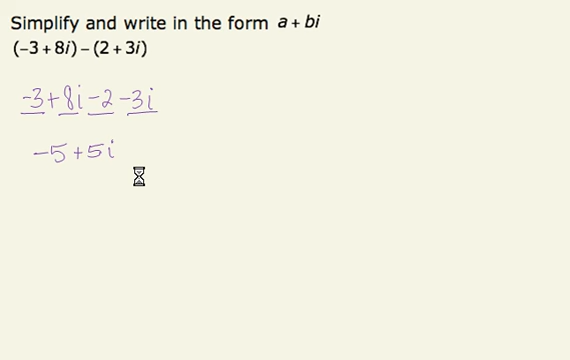 Simplify and write in the form a + bi
(–3 + 8i) – (2 + 3i)
-3+8i-2-3i
-5+5i